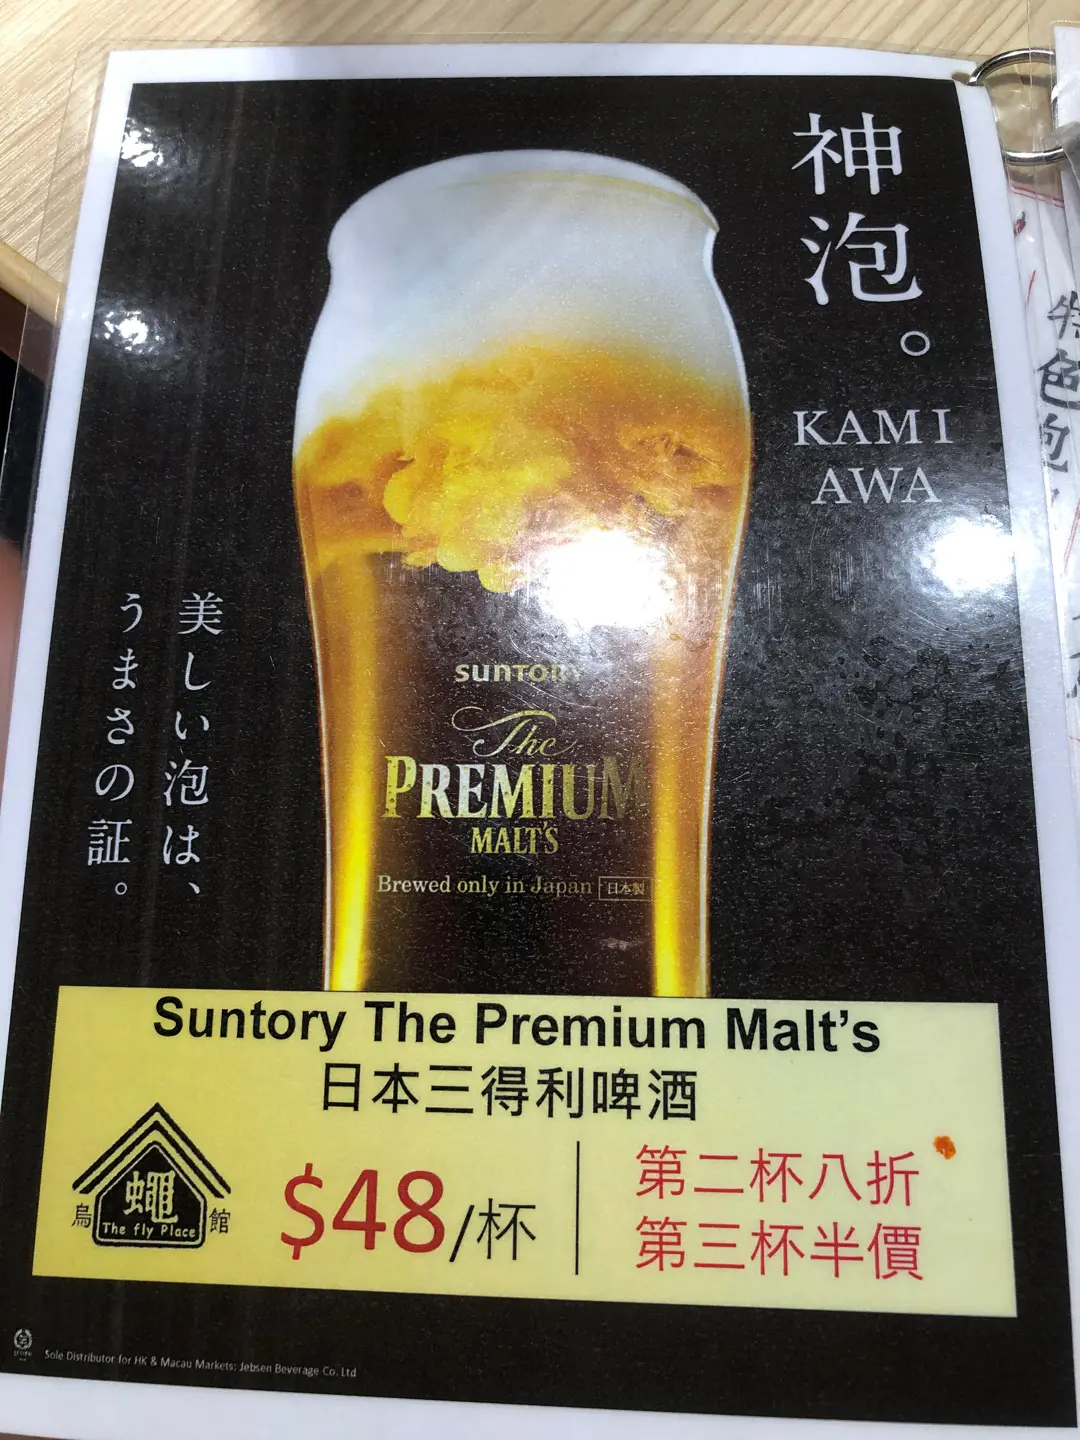 神泡。
KAMI
AWA
美しい泡は、
うまさの証。
SUNTORY
The
PREMIUM
MALT'S
Brewed only in Japan 日本製
Suntory The Premium Malt's
日本三得利啤酒
烏蠅館
The fly Place
$48/杯
第二杯八折
第三杯半價
Sole Distributor for HK & Macau Markets: Jebsen Beverage Co. Ltd
特色